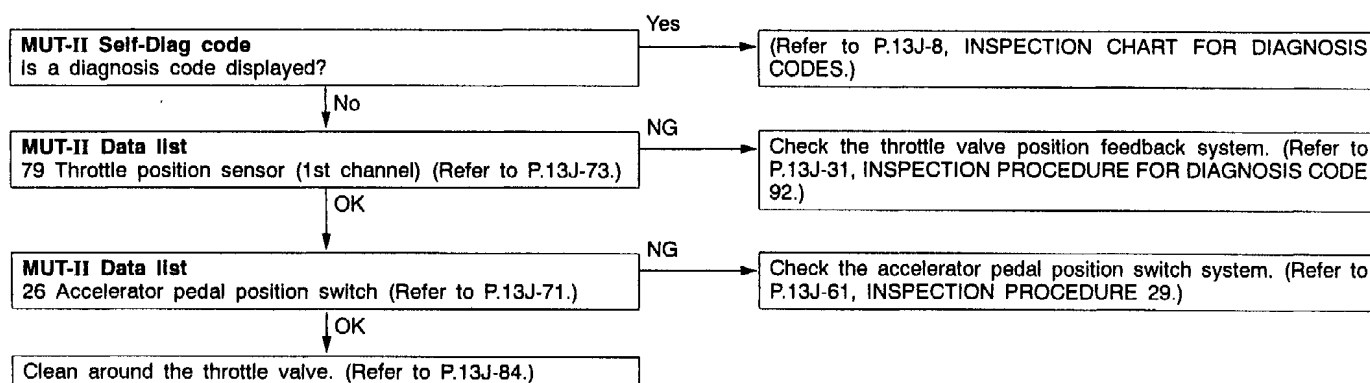 Yes
MUT-II Self-Diag code
Is a diagnosis code displayed?
(Refer to P.13J-8, INSPECTION CHART FOR DIAGNOSIS
CODES.)
No
NG
MUT-II Data list
79 Throttle position sensor (1st channel) (Refer to P.13J-73.)
Check the throttle valve position feedback system. (Refer to
P.13J-31, INSPECTION PROCEDURE FOR DIAGNOSIS CODE
92.)
OK
NG
MUT-II Data list
26 Accelerator pedal position switch (Refer to P.13J-71.)
Check the accelerator pedal position switch system. (Refer to
P.13J-61, INSPECTION PROCEDURE 29.)
OK
Clean around the throttle valve. (Refer to P.13J-84.)